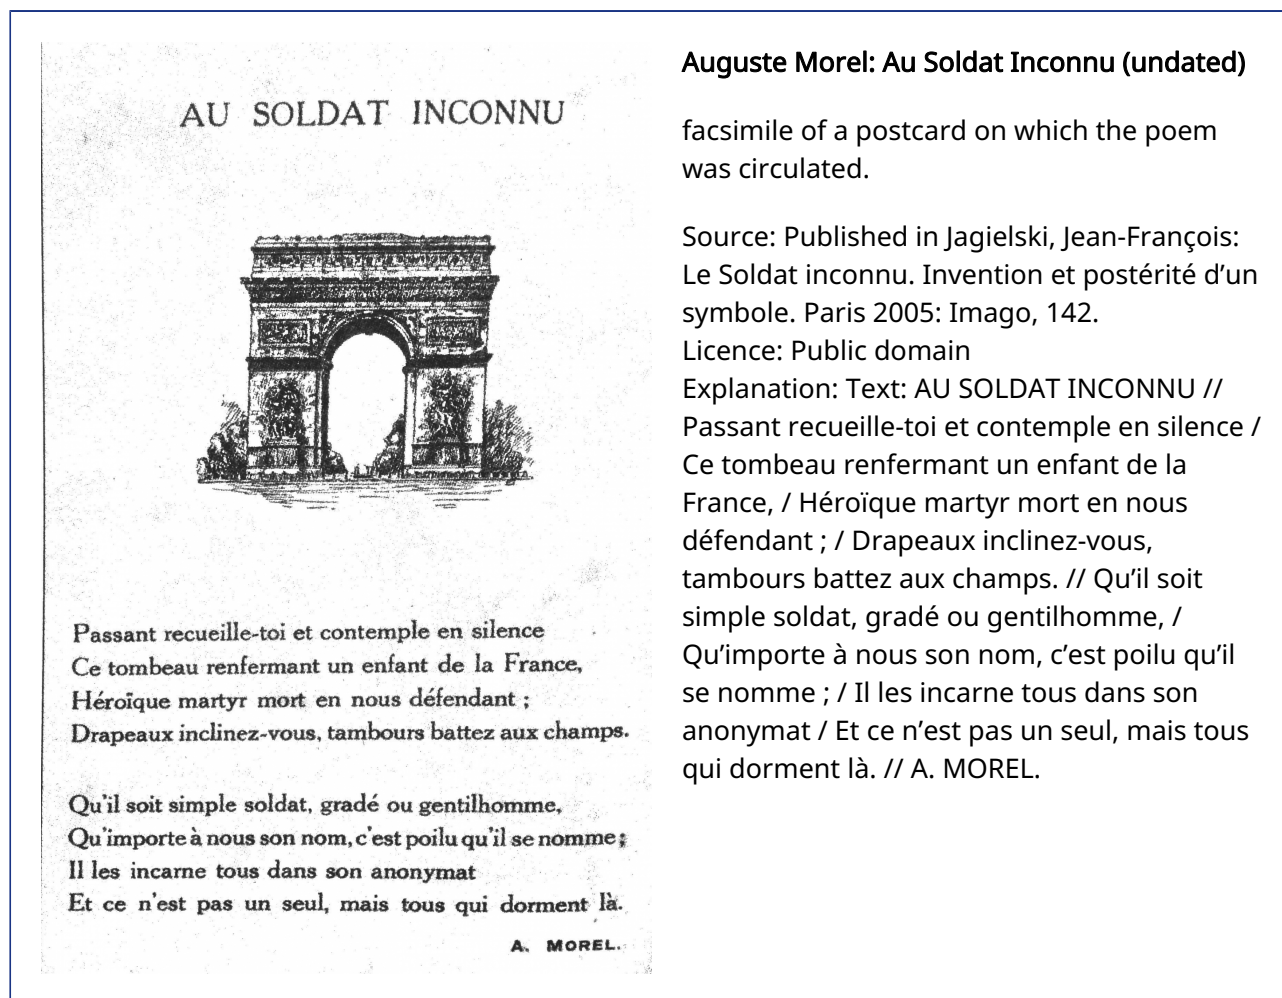 AU SOLDAT INCONNU
Passant recueille-toi et contemple en silence
Ce tombeau renfermant un enfant de la France,
Héroïque martyr mort en nous défendant ;
Drapeaux inclinez-vous, tambours battez aux champs.
Qu'il soit simple soldat, gradé ou gentilhomme,
Qu'importe à nous son nom, c'est poilu qu'il se nomme ;
Il les incarne tous dans son anonymat
Et ce n'est pas un seul, mais tous qui dorment là.
A. MOREL.
Auguste Morel: Au Soldat Inconnu (undated)
facsimile of a postcard on which the poem
was circulated.
Source: Published in Jagielski, Jean-François:
Le Soldat inconnu. Invention et postérité d’un
symbole. Paris 2005: Imago, 142.
Licence: Public domain
Explanation: Text: AU SOLDAT INCONNU //
Passant recueille-toi et contemple en silence /
Ce tombeau renfermant un enfant de la
France, / Héroïque martyr mort en nous
défendant ; / Drapeaux inclinez-vous,
tambours battez aux champs. // Qu’il soit
simple soldat, gradé ou gentilhomme, /
Qu’importe à nous son nom, c’est poilu qu’il
se nomme ; / Il les incarne tous dans son
anonymat / Et ce n’est pas un seul, mais tous
qui dorment là. // A. MOREL.